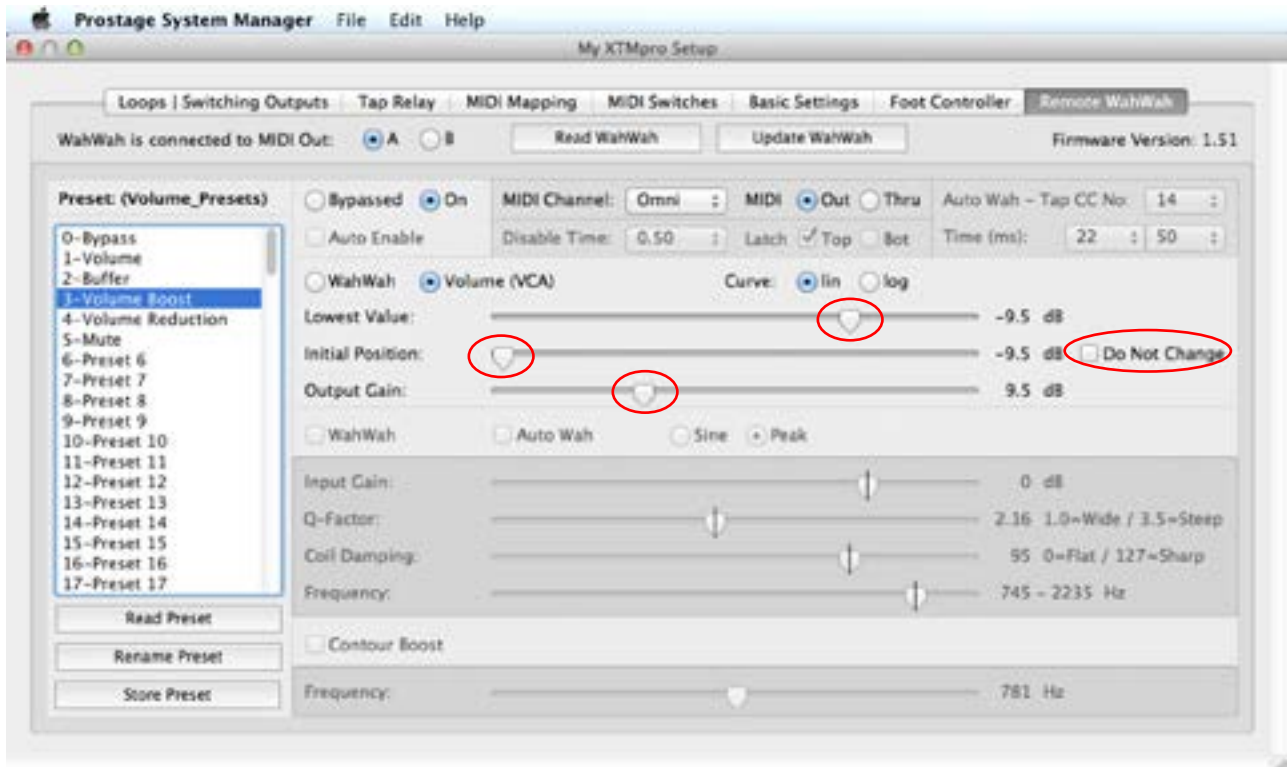 Prostage System Manager File Edit Help
My XTMpro Setup
Loops | Switching Outputs Tap Relay MIDI Mapping MIDI Switches Basic Settings Foot Controller Remote WahWah
WahWah is connected to MIDI Out: A B Read WahWah Update WahWah Firmware Version: 1.51
Preset: (Volume_Presets)
0-Bypass
1-Volume
2-Buffer
3-Volume Boost
4-Volume Reduction
5-Mute
6-Preset 6
7-Preset 7
8-Preset 8
9-Preset 9
10-Preset 10
11-Preset 11
12-Preset 12
13-Preset 13
14-Preset 14
15-Preset 15
16-Preset 16
17-Preset 17
Read Preset
Rename Preset
Store Preset
Bypassed On MIDI Channel: Omni MIDI Out Thru Auto Wah - Tap CC No: 14
Auto Enable Disable Time: 0.50 Latch Top Bot Time (ms): 22 50
WahWah Volume (VCA) Curve: lin log
Lowest Value: -9.5 dB
Initial Position: -9.5 dB Do Not Change
Output Gain: 9.5 dB
WahWah Auto Wah Sine Peak
Input Gain: 0 dB
Q-Factor: 2.16 1.0=Wide / 3.5=Steep
Coil Damping: 95 0=Flat / 127=Sharp
Frequency: 745 - 2235 Hz
Contour Boost
Frequency: 781 Hz